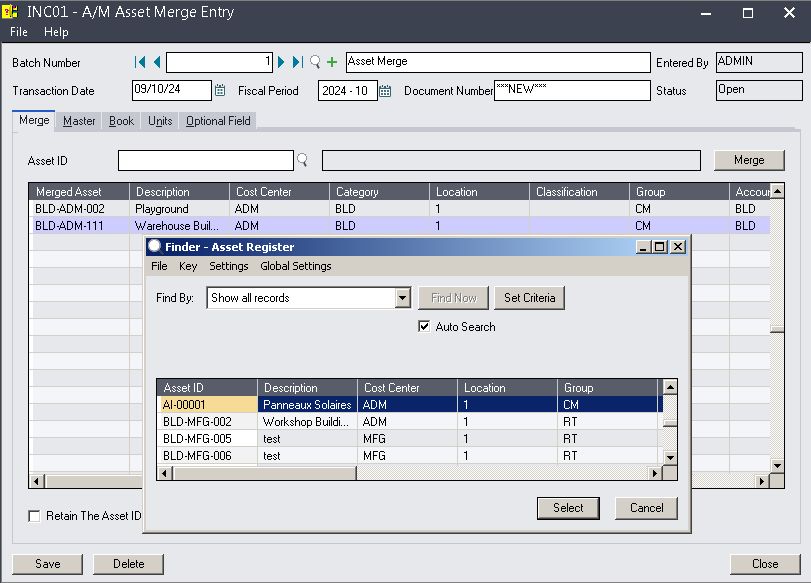 INC01 - A/M Asset Merge Entry
File Help
Batch Number 1 Asset Merge Entered By ADMIN
Transaction Date 09/10/24 Fiscal Period 2024 - 10 Document Number ***NEW*** Status Open
Merge Master Book Units Optional Field
Asset ID Merge
Merged Asset Description Cost Center Category Location Classification Group Accour
BLD-ADM-002 Playground ADM BLD 1 CM BLD
BLD-ADM-111 Warehouse Buil... ADM BLD 1 CM BLD
Finder - Asset Register
File Key Settings Global Settings
Find By: Show all records Find Now Set Criteria
Auto Search
Asset ID Description Cost Center Location Group
AI-00001 Panneaux Solaires ADM 1 CM
BLD-MFG-002 Workshop Buildi... ADM 1 RT
BLD-MFG-005 test MFG 1 RT
BLD-MFG-006 test MFG 1 RT
Select Cancel
Retain The Asset ID
Save Delete Close